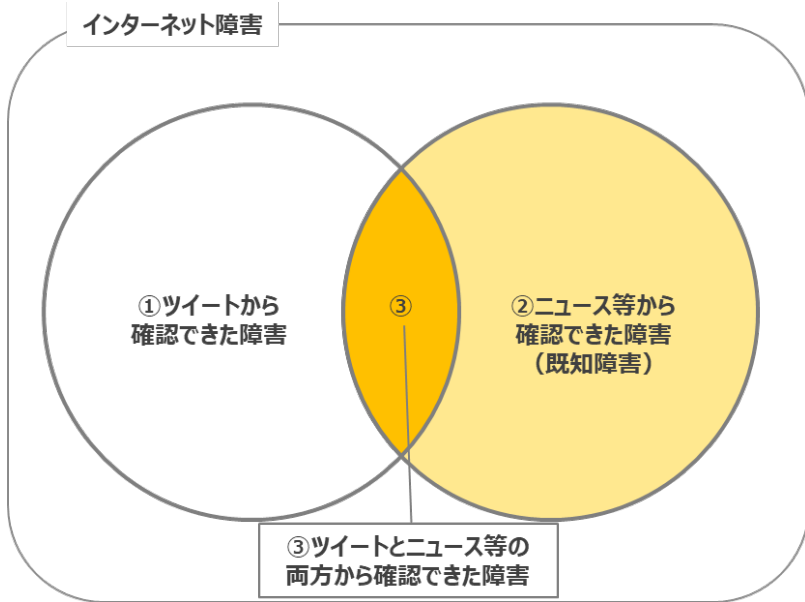 インターネット障害
①ツイートから
確認できた障害
③
②ニュース等から
確認できた障害
（既知障害）
③ツイートとニュース等の
両方から確認できた障害